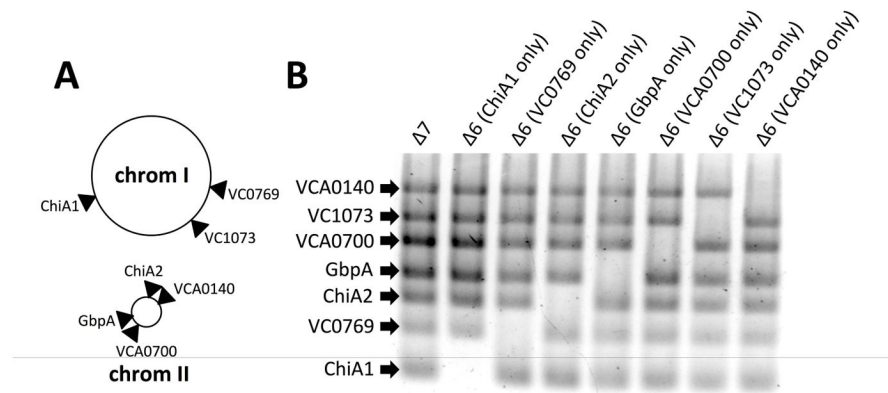 A
chrom I
ChiA1
VC0769
VC1073
ChiA2
VCA0140
GbpA
VCA0700
chrom II
B
Δ7
Δ6 (ChiA1 only)
Δ6 (VC0769 only)
Δ6 (ChiA2 only)
Δ6 (GbpA only)
Δ6 (VCA0700 only)
Δ6 (VC1073 only)
Δ6 (VCA0140 only)
VCA0140
VC1073
VCA0700
GbpA
ChiA2
VC0769
ChiA1